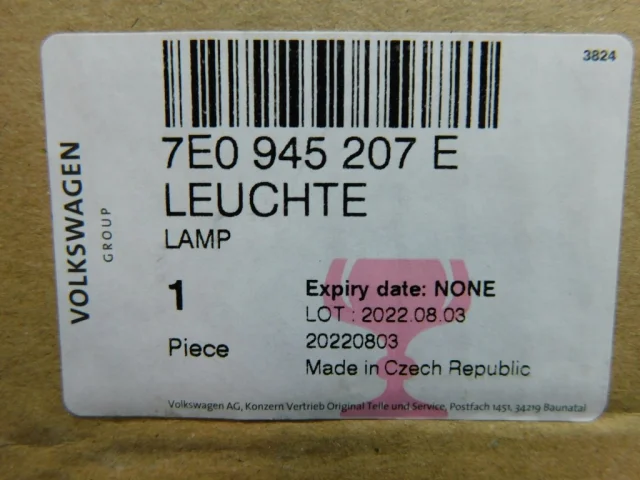 3824
7E0 945 207 E
LEUCHTE
LAMP
VOLKSWAGEN
GROUP
1
Piece
Expiry date: NONE
LOT : 2022.08.03
20220803
Made in Czech Republic
Volkswagen AG, Konzern Vertrieb Original Teile und Service, Postfach 1451, 34219 Baunatal